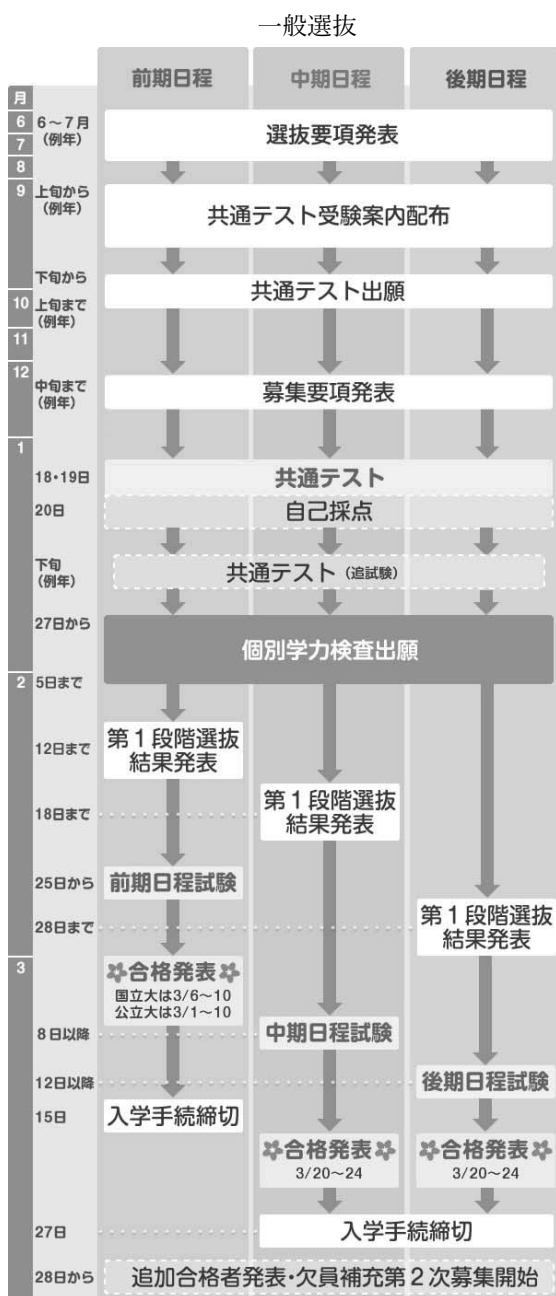 一般選抜
前期日程
中期日程
後期日程
月
6
6～7月
(例年)
選抜要項発表
7
8
9
上旬から
(例年)
共通テスト受験案内配布
下旬から
共通テスト出願
10
上旬まで
(例年)
11
12
中旬まで
(例年)
募集要項発表
1
18・19日
共通テスト
20日
自己採点
下旬
(例年)
共通テスト（追試験）
27日から
個別学力検査出願
2
5日まで
12日まで
第1段階選抜
結果発表
18日まで
第1段階選抜
結果発表
25日から
前期日程試験
28日まで
第1段階選抜
結果発表
3
合格発表
国立大は3/6～10
公立大は3/1～10
8日以降
中期日程試験
12日以降
後期日程試験
15日
入学手続締切
合格発表
3/20～24
合格発表
3/20～24
27日
入学手続締切
28日から
追加合格者発表・欠員補充第2次募集開始